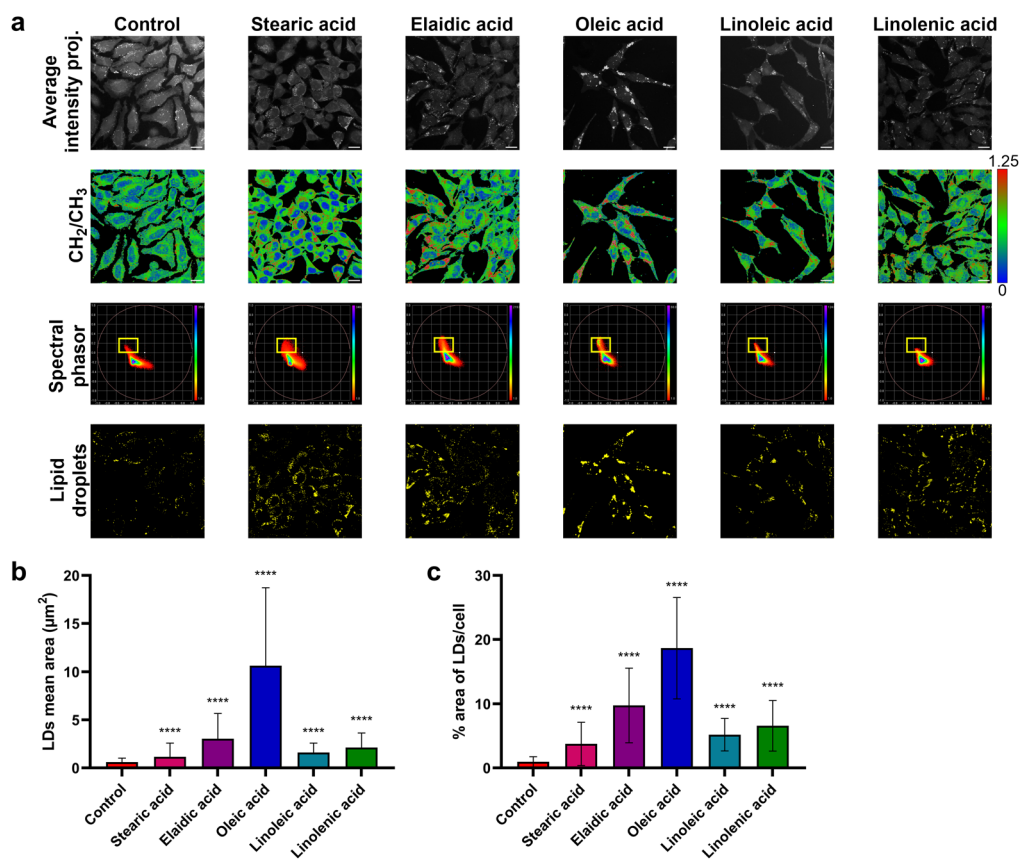 a
Control
Stearic acid
Elaidic acid
Oleic acid
Linoleic acid
Linolenic acid
Average
intensity proj.
CH₂/CH₃
1.25
0
Spectral
phasor
Lipid
droplets
b
LDs mean area (µm²)
20
15
10
5
0
****
****
****
****
****
Control
Stearic acid
Elaidic acid
Oleic acid
Linoleic acid
Linolenic acid
c
% area of LDs/cell
30
20
10
0
****
****
****
****
****
Control
Stearic acid
Elaidic acid
Oleic acid
Linoleic acid
Linolenic acid